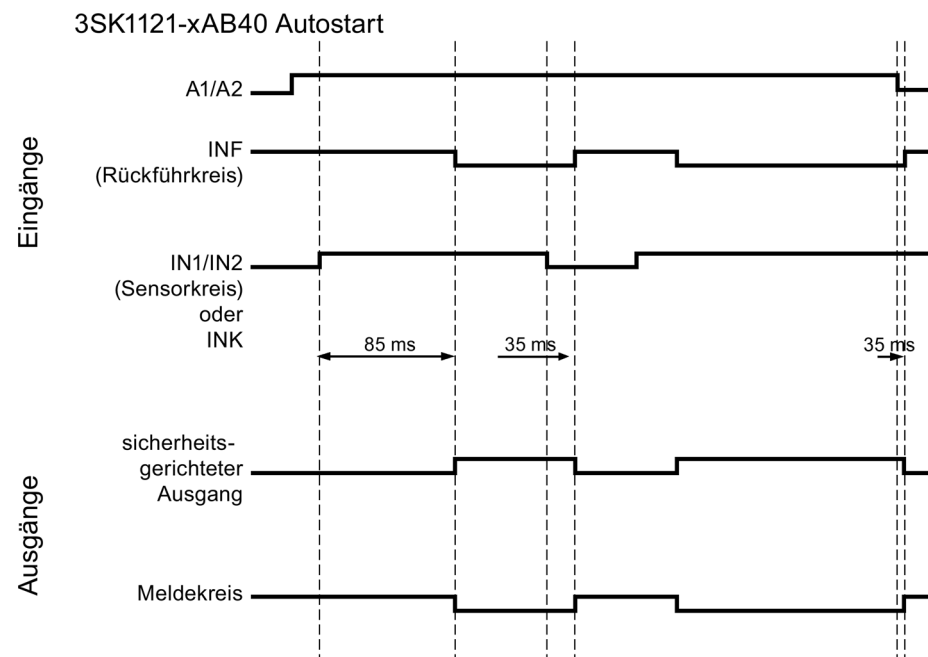 3SK1121-xAB40 Autostart
Eingänge
A1/A2
INF
(Rückführkreis)
IN1/IN2
(Sensorkreis)
oder
INK
85 ms
35 ms
35 ms
Ausgänge
sicherheits-
gerichteter
Ausgang
Meldekreis